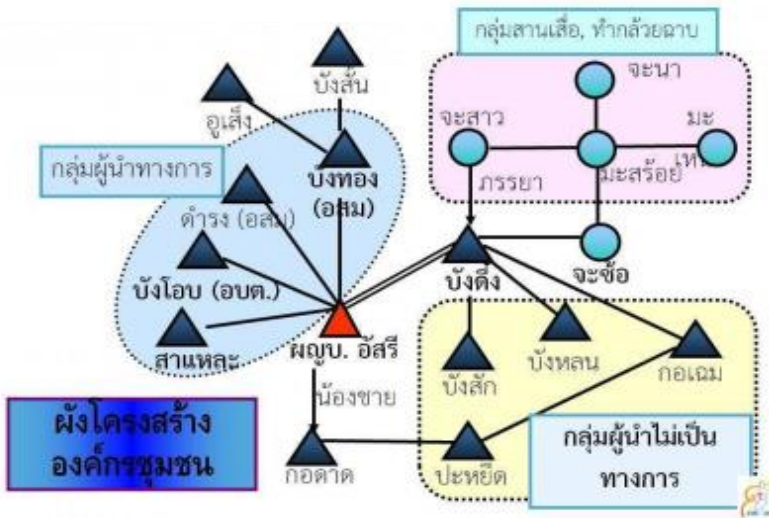 กลุ่มสานเสื่อ, ทำกล้วยฉาบ
จะนา
บังสั้น
อูเส็ง
จะสาว
มะ
เห
กลุ่มผู้นำทางการ
บังทอง
(อสม)
ภรรยา
มะสร้อย
ดำรง (อสม)
บังโอบ (อบต.)
บังดึง
จะซ้อ
สาแหละ
ผญบ. อัสรี
บังสัก
บังหลน
กอเฉม
น้องชาย
ผังโครงสร้าง
องค์กรชุมชน
กอดาด
ปะหยึด
กลุ่มผู้นำไม่เป็น
ทางการ